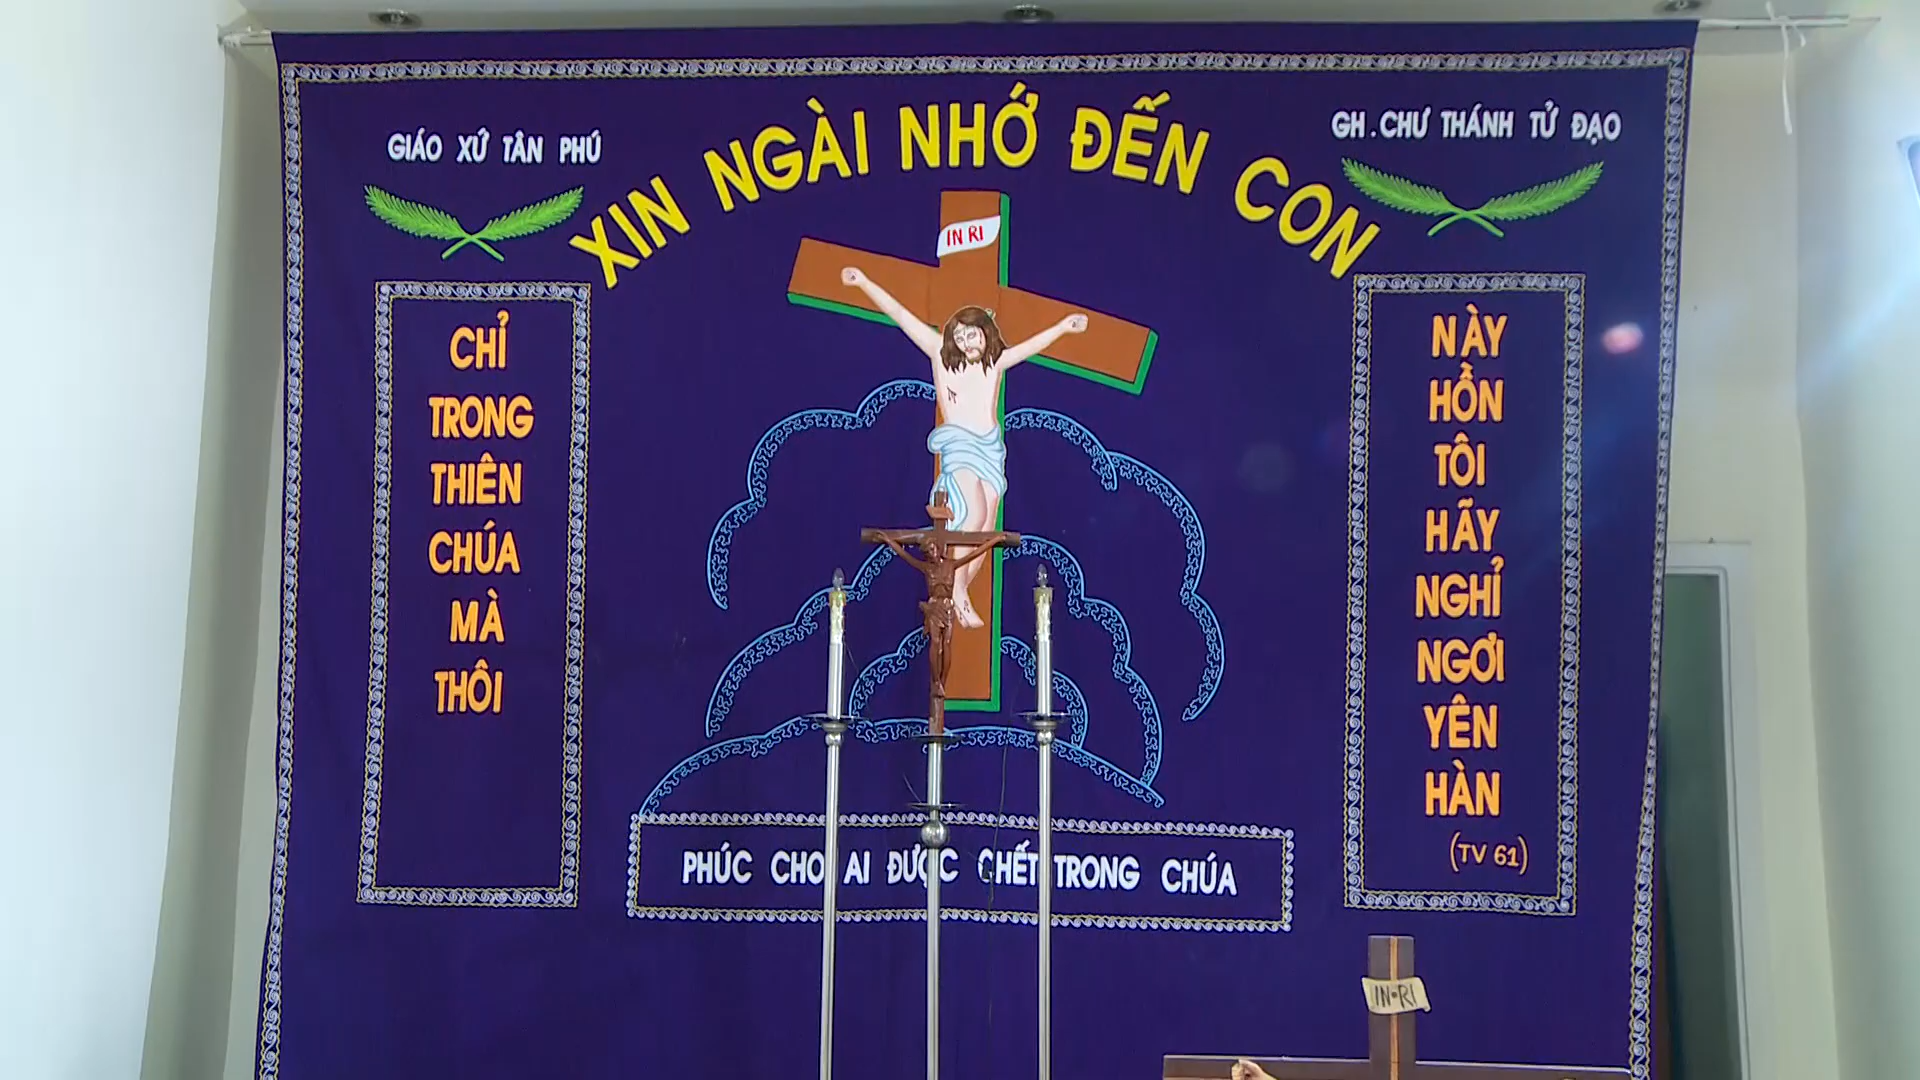 GIÁO XỨ TÂN PHÚ
GH. CHƯ THÁNH TỬ ĐẠO
XIN NGÀI NHỚ ĐẾN CON
IN RI
CHỈ
TRONG
THIÊN
CHÚA
MÀ
THÔI
NÀY
HỒN
TÔI
HÃY
NGHỈ
NGƠI
YÊN
HÀN
(TV 61)
PHÚC CHO AI ĐƯỢC CHẾT TRONG CHÚA
IN•RI